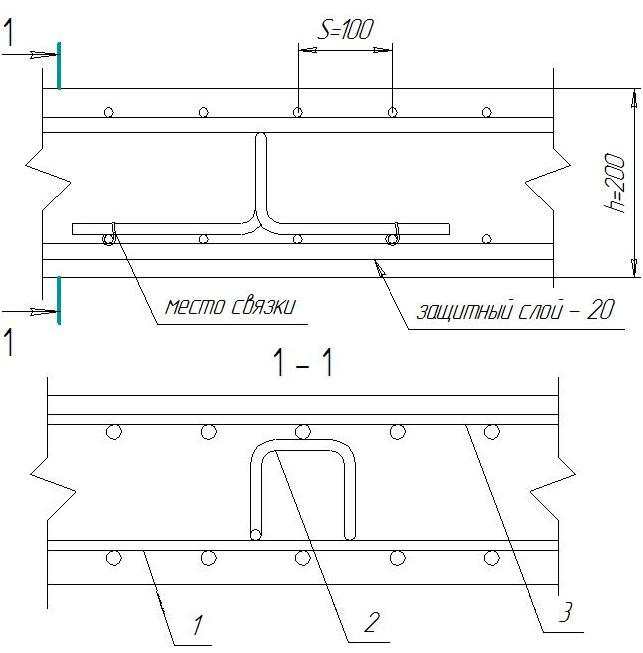 1
S=100
h=200
место связки
защитный слой - 20
1
1 - 1
1
2
3